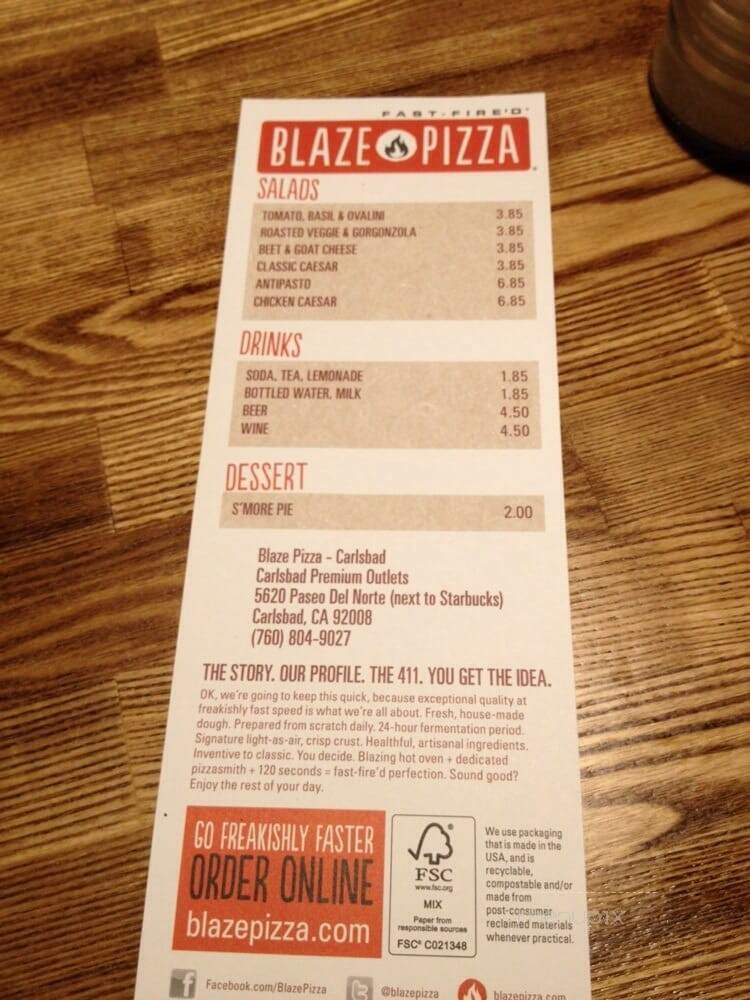 FAST-FIRE'D®
BLAZE PIZZA
SALADS
TOMATO, BASIL & OVALINI 3.85
ROASTED VEGGIE & GORGONZOLA 3.85
BEET & GOAT CHEESE 3.85
CLASSIC CAESAR 3.85
ANTIPASTO 6.85
CHICKEN CAESAR 6.85
DRINKS
SODA, TEA, LEMONADE 1.85
BOTTLED WATER, MILK 1.85
BEER 4.50
WINE 4.50
DESSERT
S'MORE PIE 2.00
Blaze Pizza - Carlsbad
Carlsbad Premium Outlets
5620 Paseo Del Norte (next to Starbucks)
Carlsbad, CA 92008
(760) 804-9027
THE STORY. OUR PROFILE. THE 411. YOU GET THE IDEA.
OK, we're going to keep this quick, because exceptional quality at
freakishly fast speed is what we're all about. Fresh, house-made
dough. Prepared from scratch daily. 24-hour fermentation period.
Signature light-as-air, crisp crust. Healthful, artisanal ingredients.
Inventive to classic. You decide. Blazing hot oven + dedicated
pizzasmith + 120 seconds = fast-fire'd perfection. Sound good?
Enjoy the rest of your day.
GO FREAKISHLY FASTER
ORDER ONLINE
blazepizza.com
FSC
www.fsc.org
MIX
Paper from
responsible sources
FSC® C021348
We use packaging
that is made in the
USA, and is
recyclable,
compostable and/or
made from
post-consumer
reclaimed materials
whenever practical.
Facebook.com/BlazePizza
@blazepizza
blazepizza.com